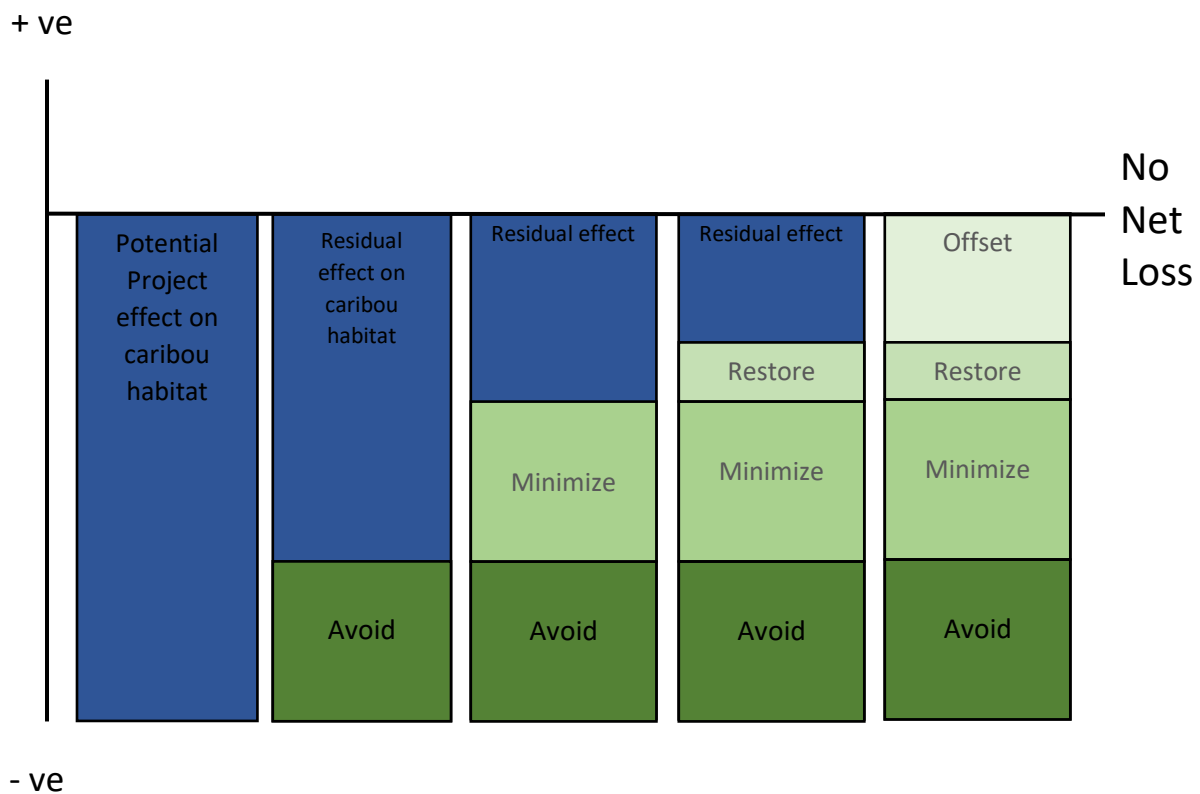 + ve
No
Net
Loss
Potential
Project
effect on
caribou
habitat
Residual
effect on
caribou
habitat
Avoid
Residual effect
Minimize
Avoid
Residual effect
Restore
Minimize
Avoid
Offset
Restore
Minimize
Avoid
- ve